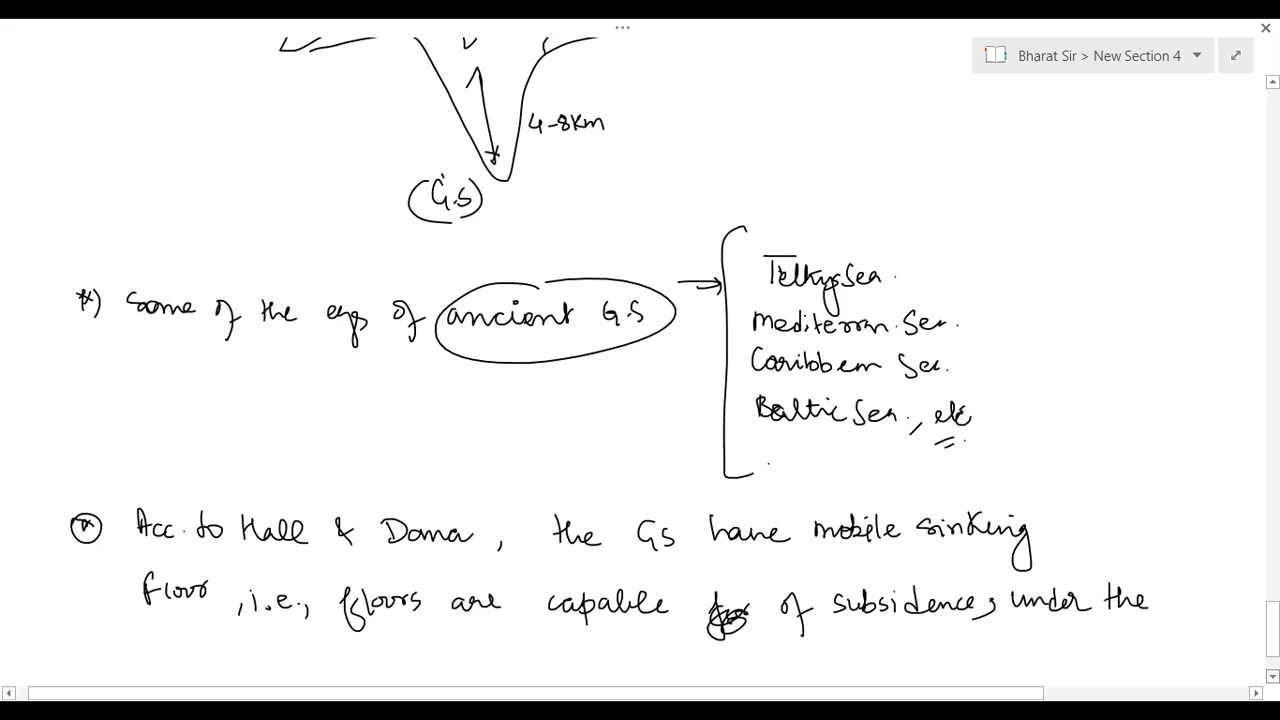 Bharat Sir > New Section 4
4-8Km
(G.S)
*) Some of the egs of ancient G.S →
Tethys Sea.
Mediterran. Sea.
Caribbean Sea.
Baltic Sea, etc
* Acc. to Hall & Dana, the GS have mobile sinking
floor, i.e., floors are capable of subsidence, under the